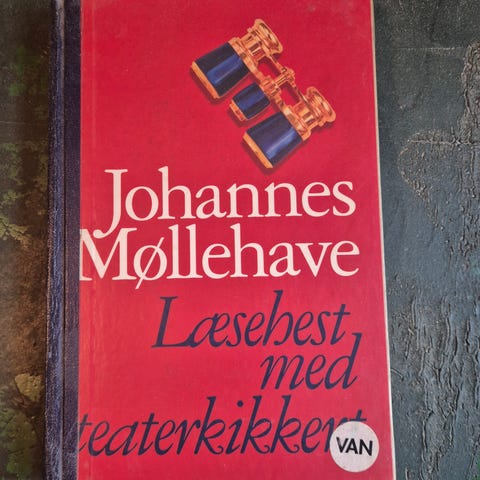 Johannes
Møllehave
Læsehest
med
teaterkikkert
VAN